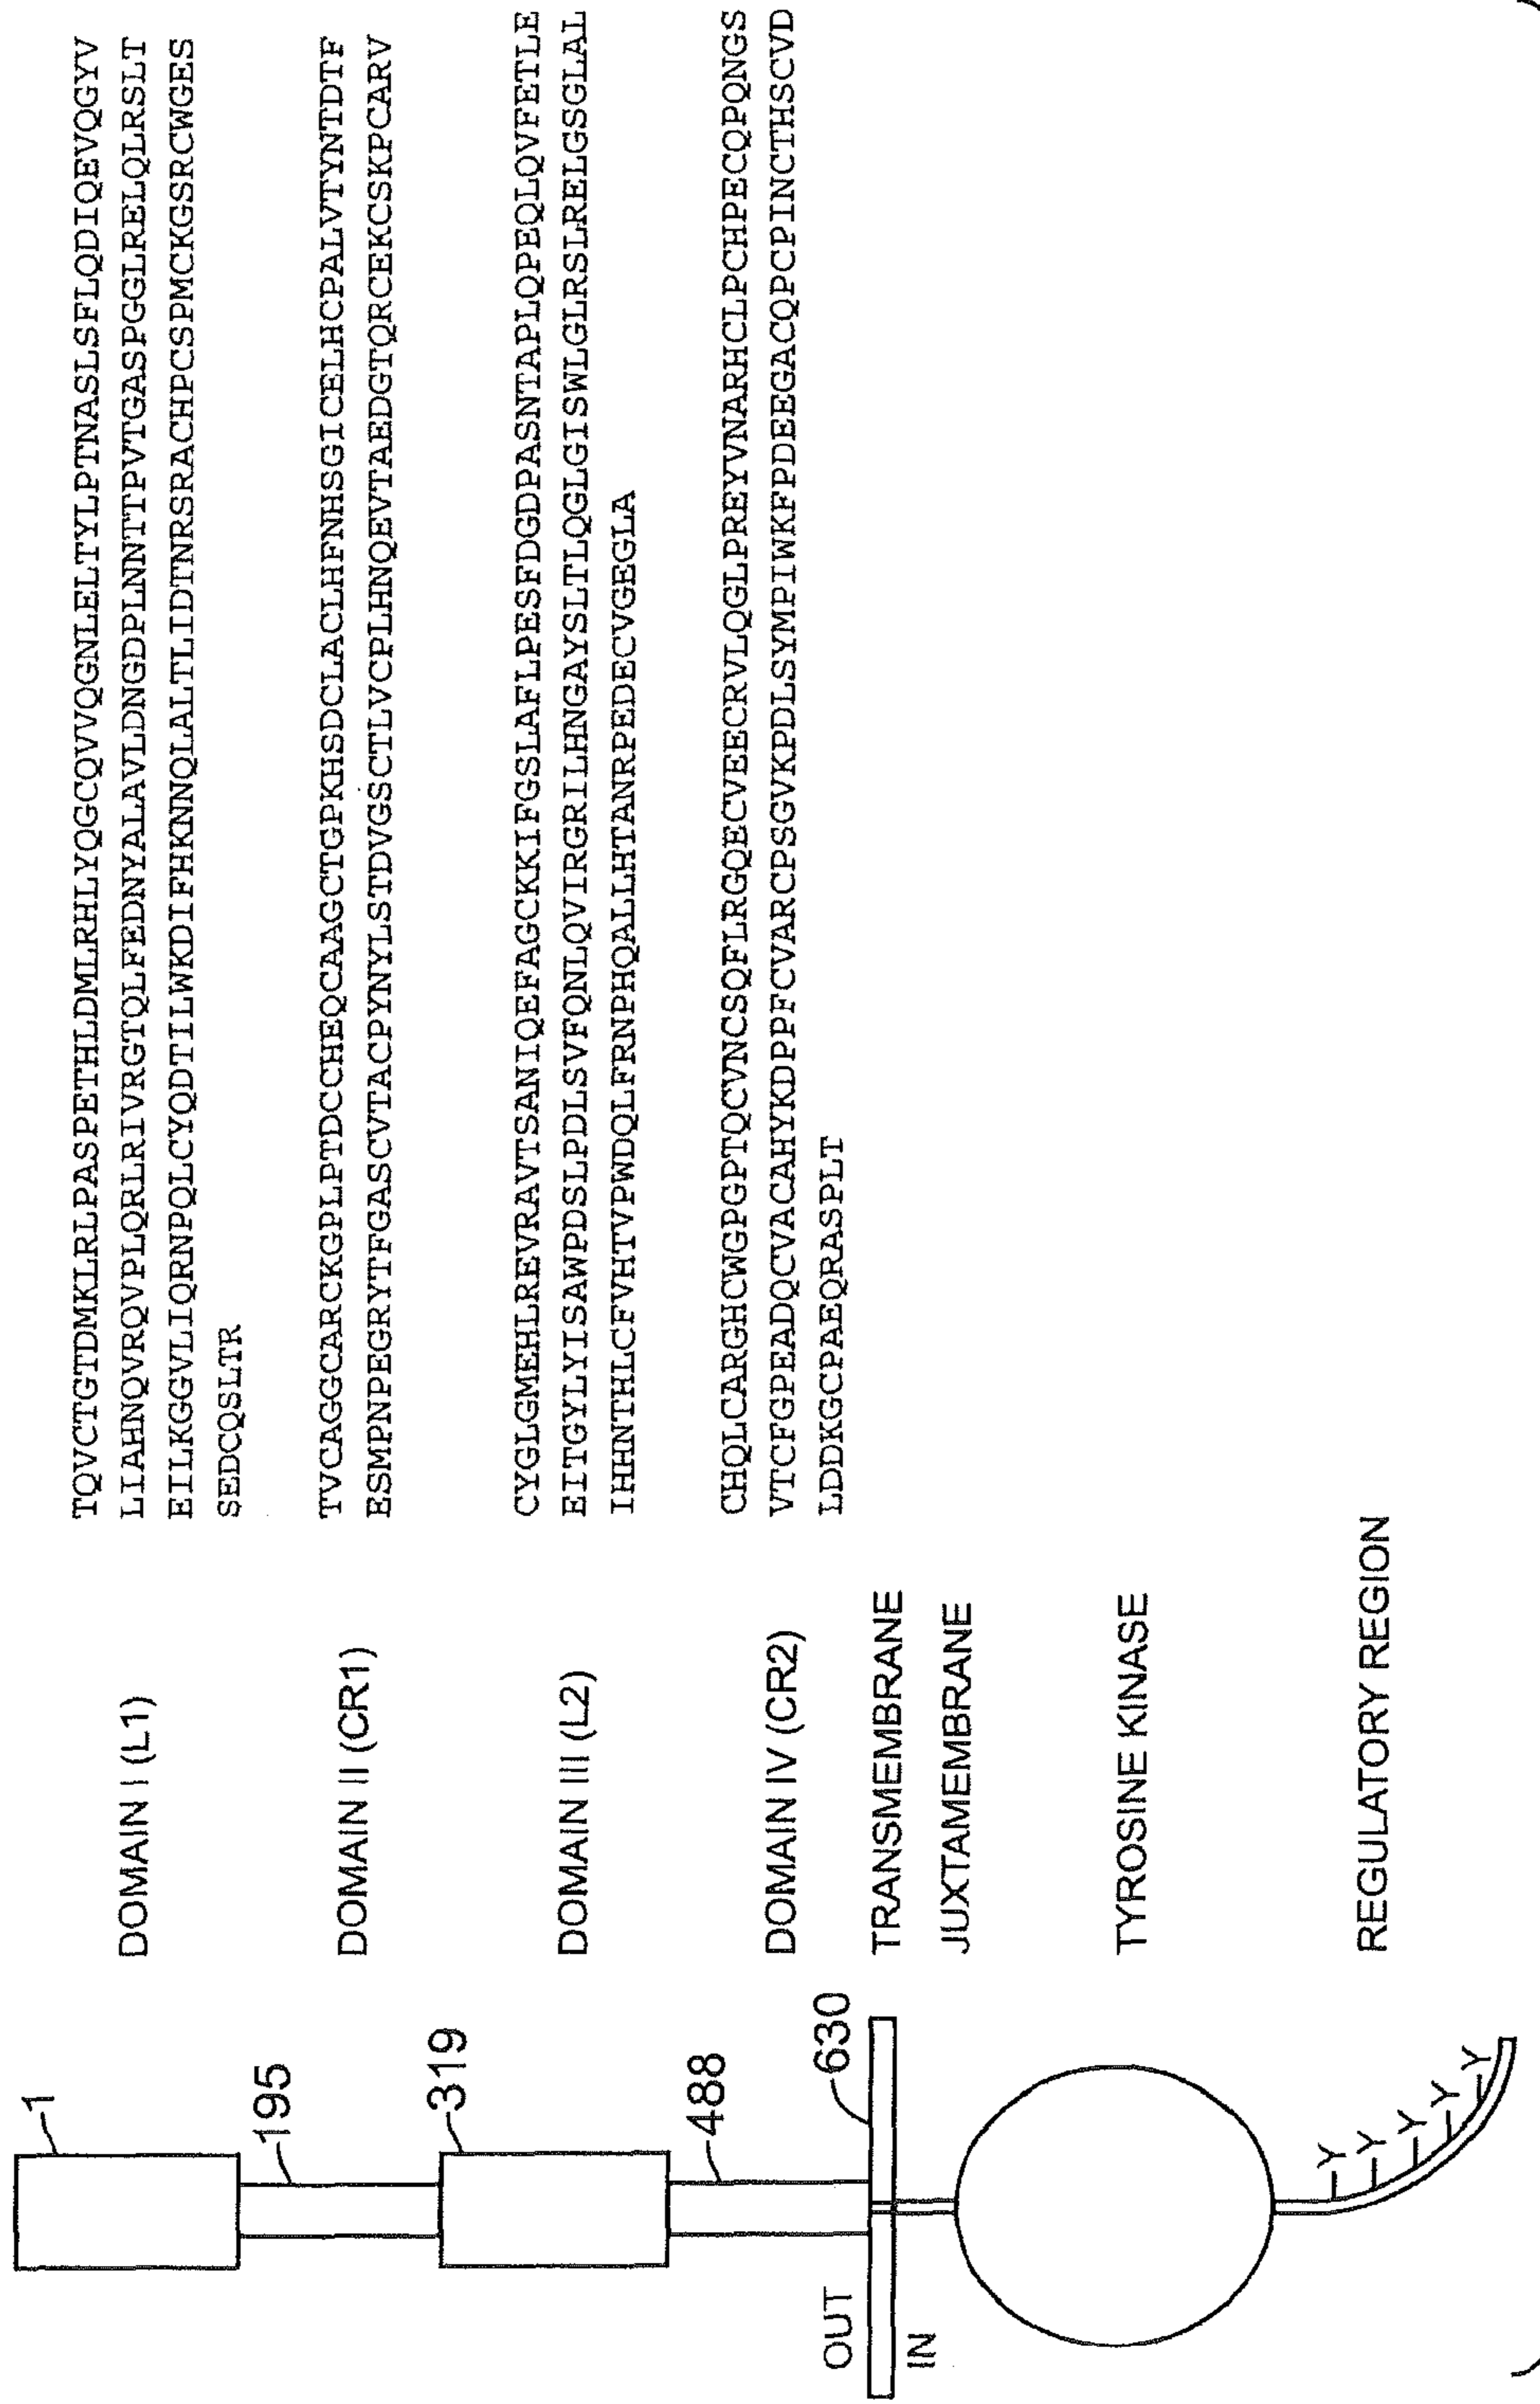 1
195
319
488
630
OUT
IN
Y
Y
Y
Y
Y
DOMAIN I (L1)
TQVCTGTDMKLRLPASPETHLDMLRHLYQGCQVVQGNLELTYLPTNASLSFLQDIQEVQGYV
LIAHNQVRQVPLQRLRIVRGTQLFEDNYALAVLDNGDPLNNTTPVTGASPGGLRELQLRSLT
EILKGGVLIQRNPQLCYQDTILWKDIFHKNNQLALTLIDTNRSRACHPCSPMCKGSRCWGES
SEDCQSLTR
DOMAIN II (CR1)
TVCAGGCARCKGPLPTDCCHEQCAAGCTGPKHSDCLACLHFNHSGICELHCPALVTYNTDTF
ESMPNPEGRYTFGASCVTACPYNYLSTDVGSCTLVCPLHNQEVTAEDGTQRCEKCSKPCARV
DOMAIN III (L2)
CYGLGMEHLREVRAVTSANIQEFAGCKKIFGSLAFLPESFDGDPASNTAPLQPEQLQVFETLE
EITGYLYISAWPDSLPDLSVFQNLQVIRGRILHNGAYSLTLQGLGISWLGLRSLRELGSGLAL
IHHNTHLCFVHTVPWDQLFRNPHQALLHTANRPEDECVGEGLA
DOMAIN IV (CR2)
CHQLCARGHCWGPGPTQCVNCSQFLRGQECVEECRVLQGLPREYVNARHCLPCHPECQPQNGS
VTCFGPEADQCVACAHYKDPPFCVARCPSGVKPDLSYMPIWKFPDEEGACQPCPINCTHSCVD
LDDKGCPAEQRASPLT
TRANSMEMBRANE
JUXTAMEMBRANE
TYROSINE KINASE
REGULATORY REGION